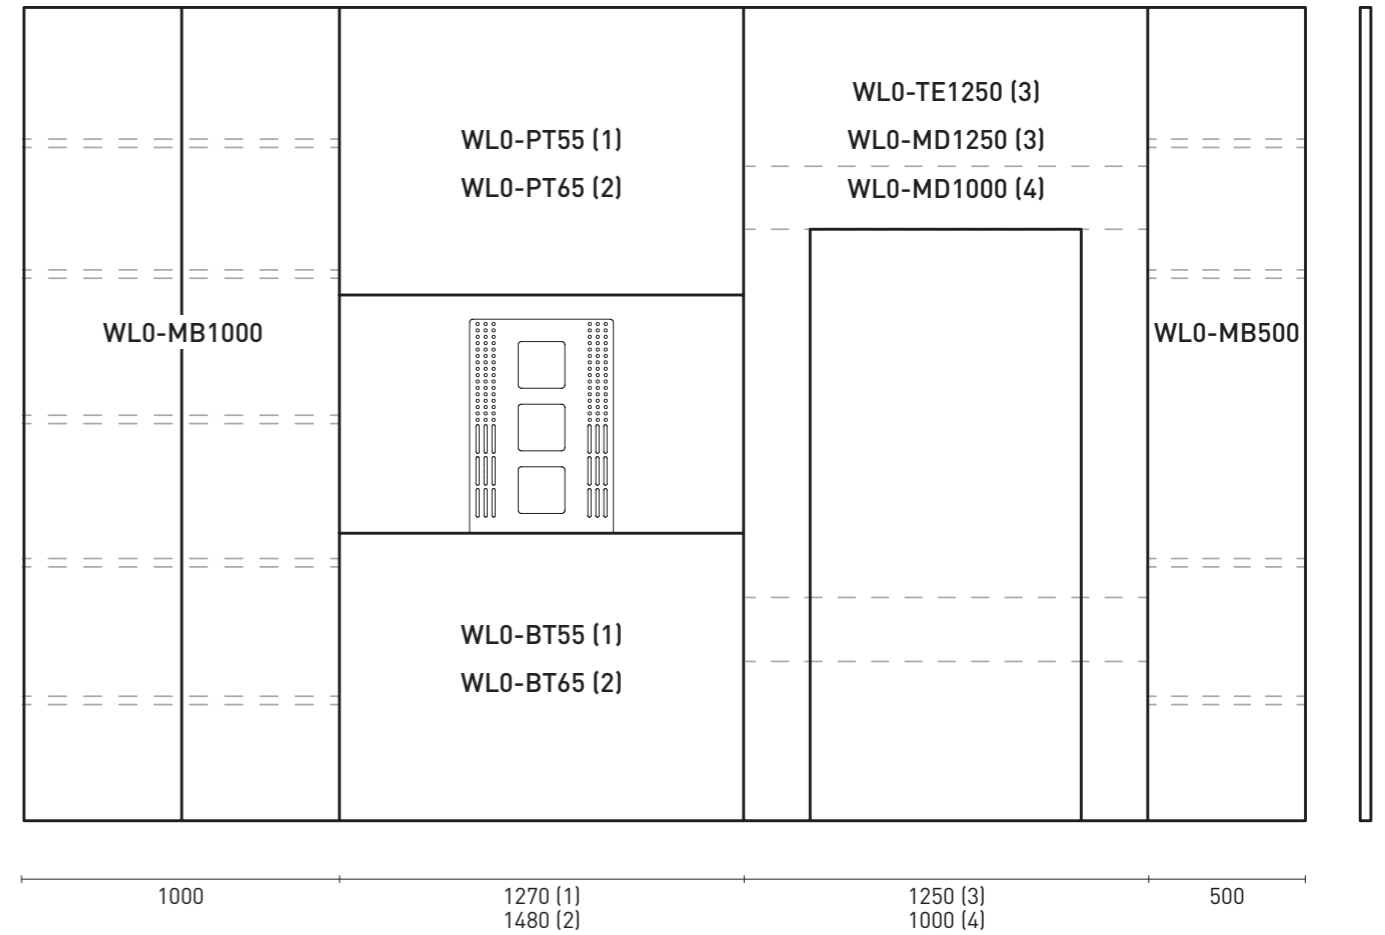 WL0-TE1250 (3)
WL0-PT55 (1)
WL0-MD1250 (3)
WL0-PT65 (2)
WL0-MD1000 (4)
WL0-MB1000
WL0-MB500
WL0-BT55 (1)
WL0-BT65 (2)
1000
1270 (1)
1480 (2)
1250 (3)
1000 (4)
500